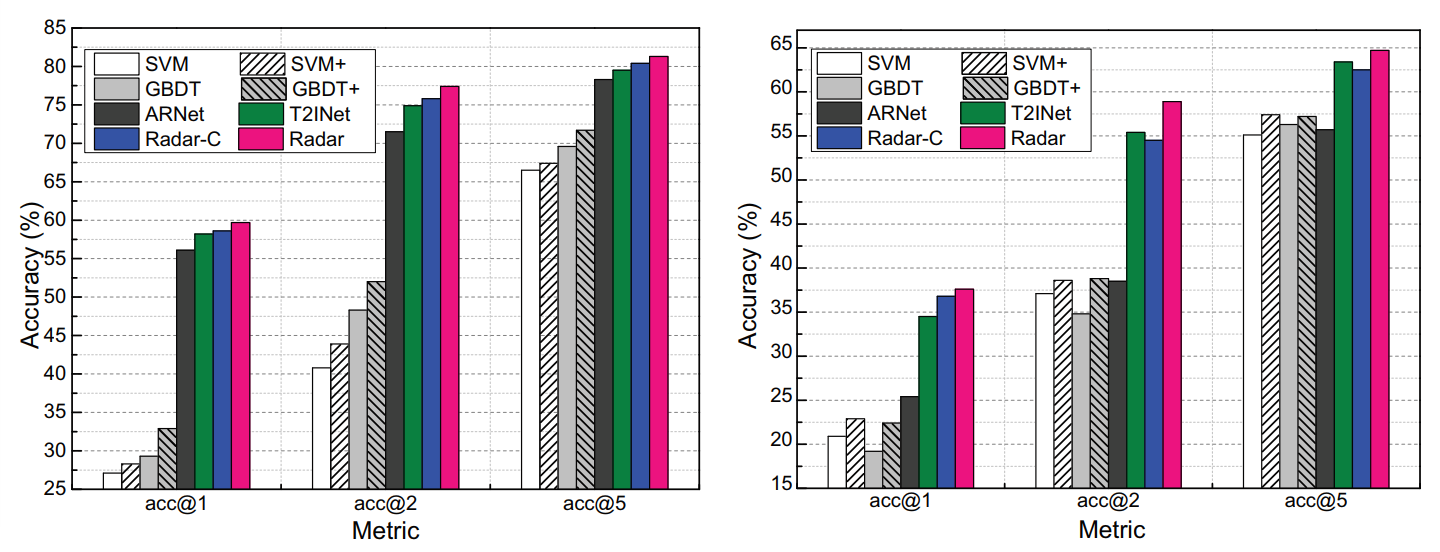 85
80
75
70
65
60
55
50
45
40
35
30
25
Accuracy (%)
SVM SVM+
GBDT GBDT+
ARNet T2INet
Radar-C Radar
acc@1 acc@2 acc@5
Metric
65
60
55
50
45
40
35
30
25
20
15
Accuracy (%)
SVM SVM+
GBDT GBDT+
ARNet T2INet
Radar-C Radar
acc@1 acc@2 acc@5
Metric